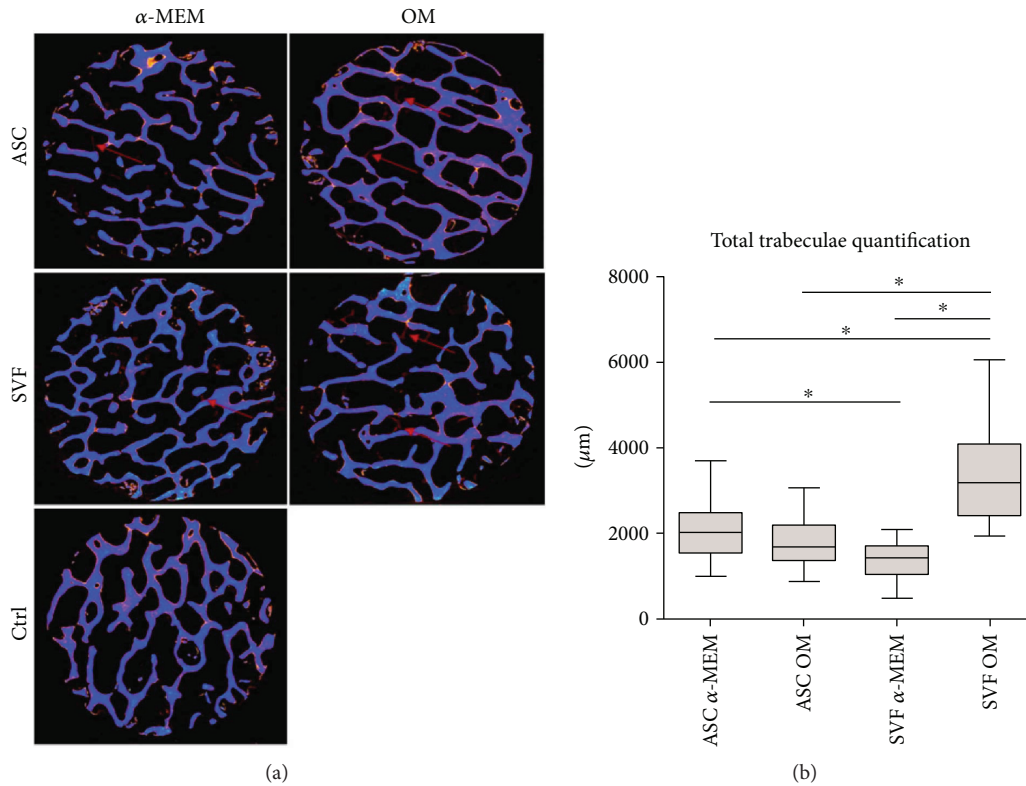 α-MEM
OM
ASC
SVF
Ctrl
(a)
Total trabeculae quantification
(μm)
8000
6000
4000
2000
0
*
*
*
*
ASC α-MEM
ASC OM
SVF α-MEM
SVF OM
(b)